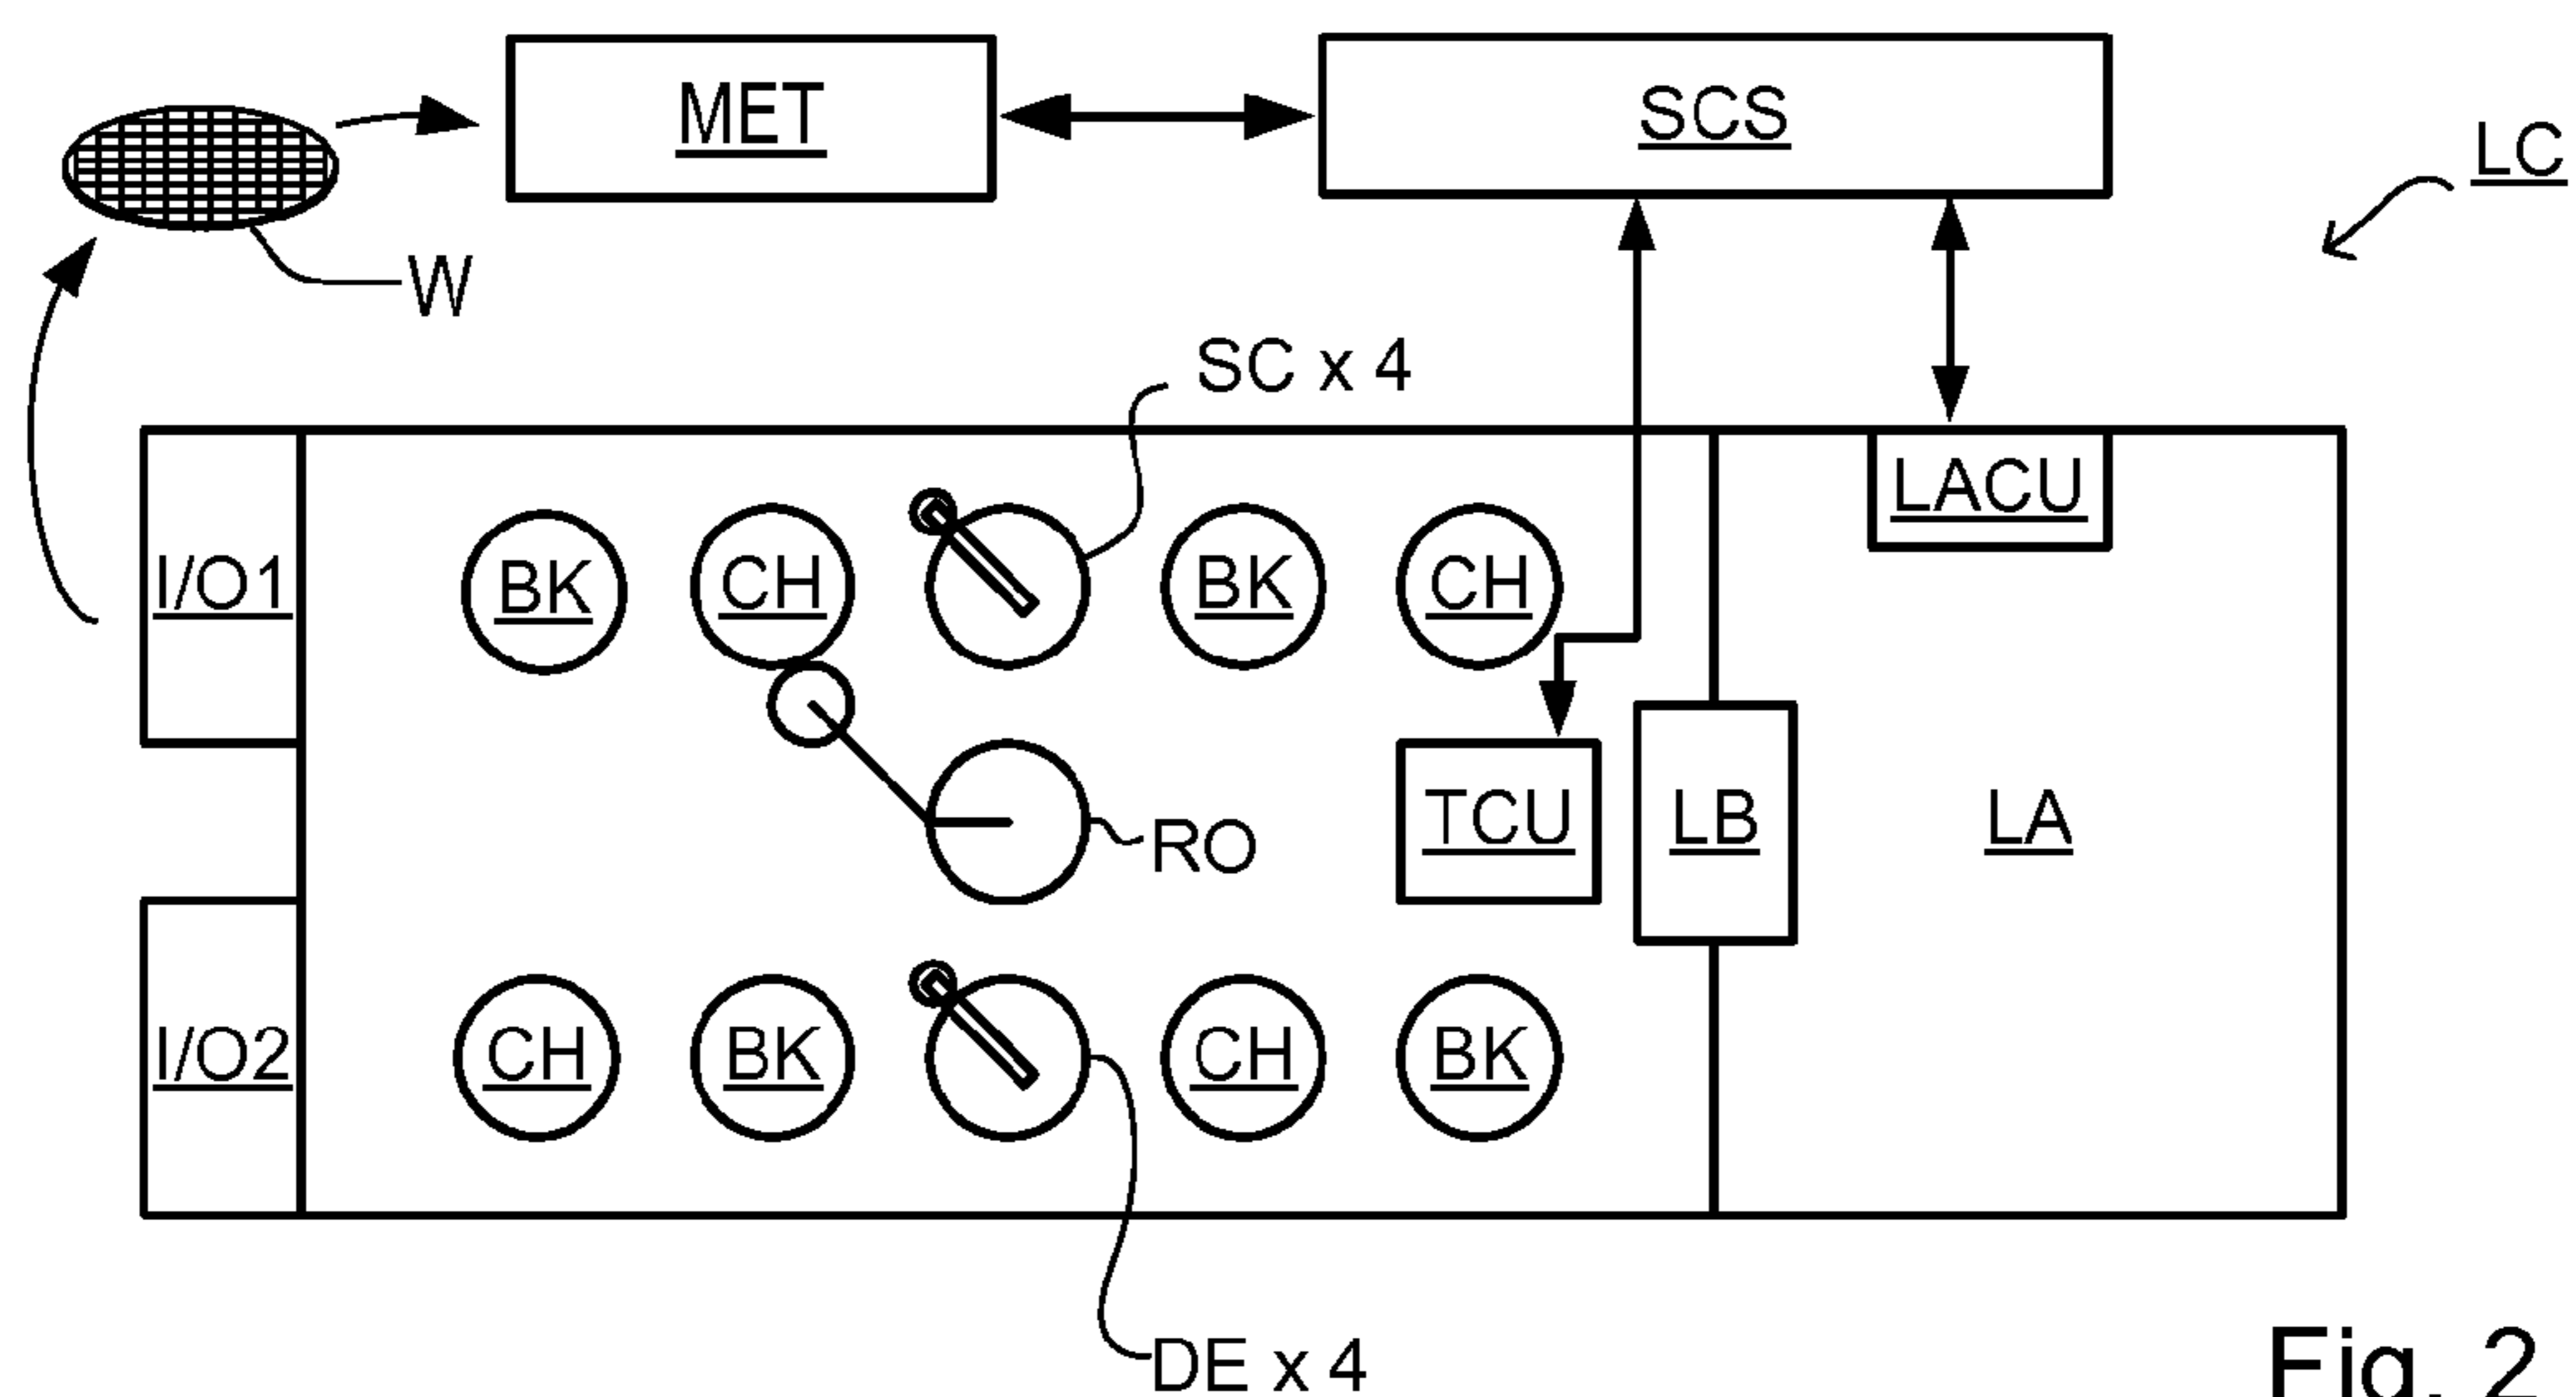 MET
SCS
LC
W
SC x 4
I/O1
BK
CH
BK
CH
LACU
RO
TCU
LB
LA
I/O2
CH
BK
CH
BK
DE x 4
Fig. 2